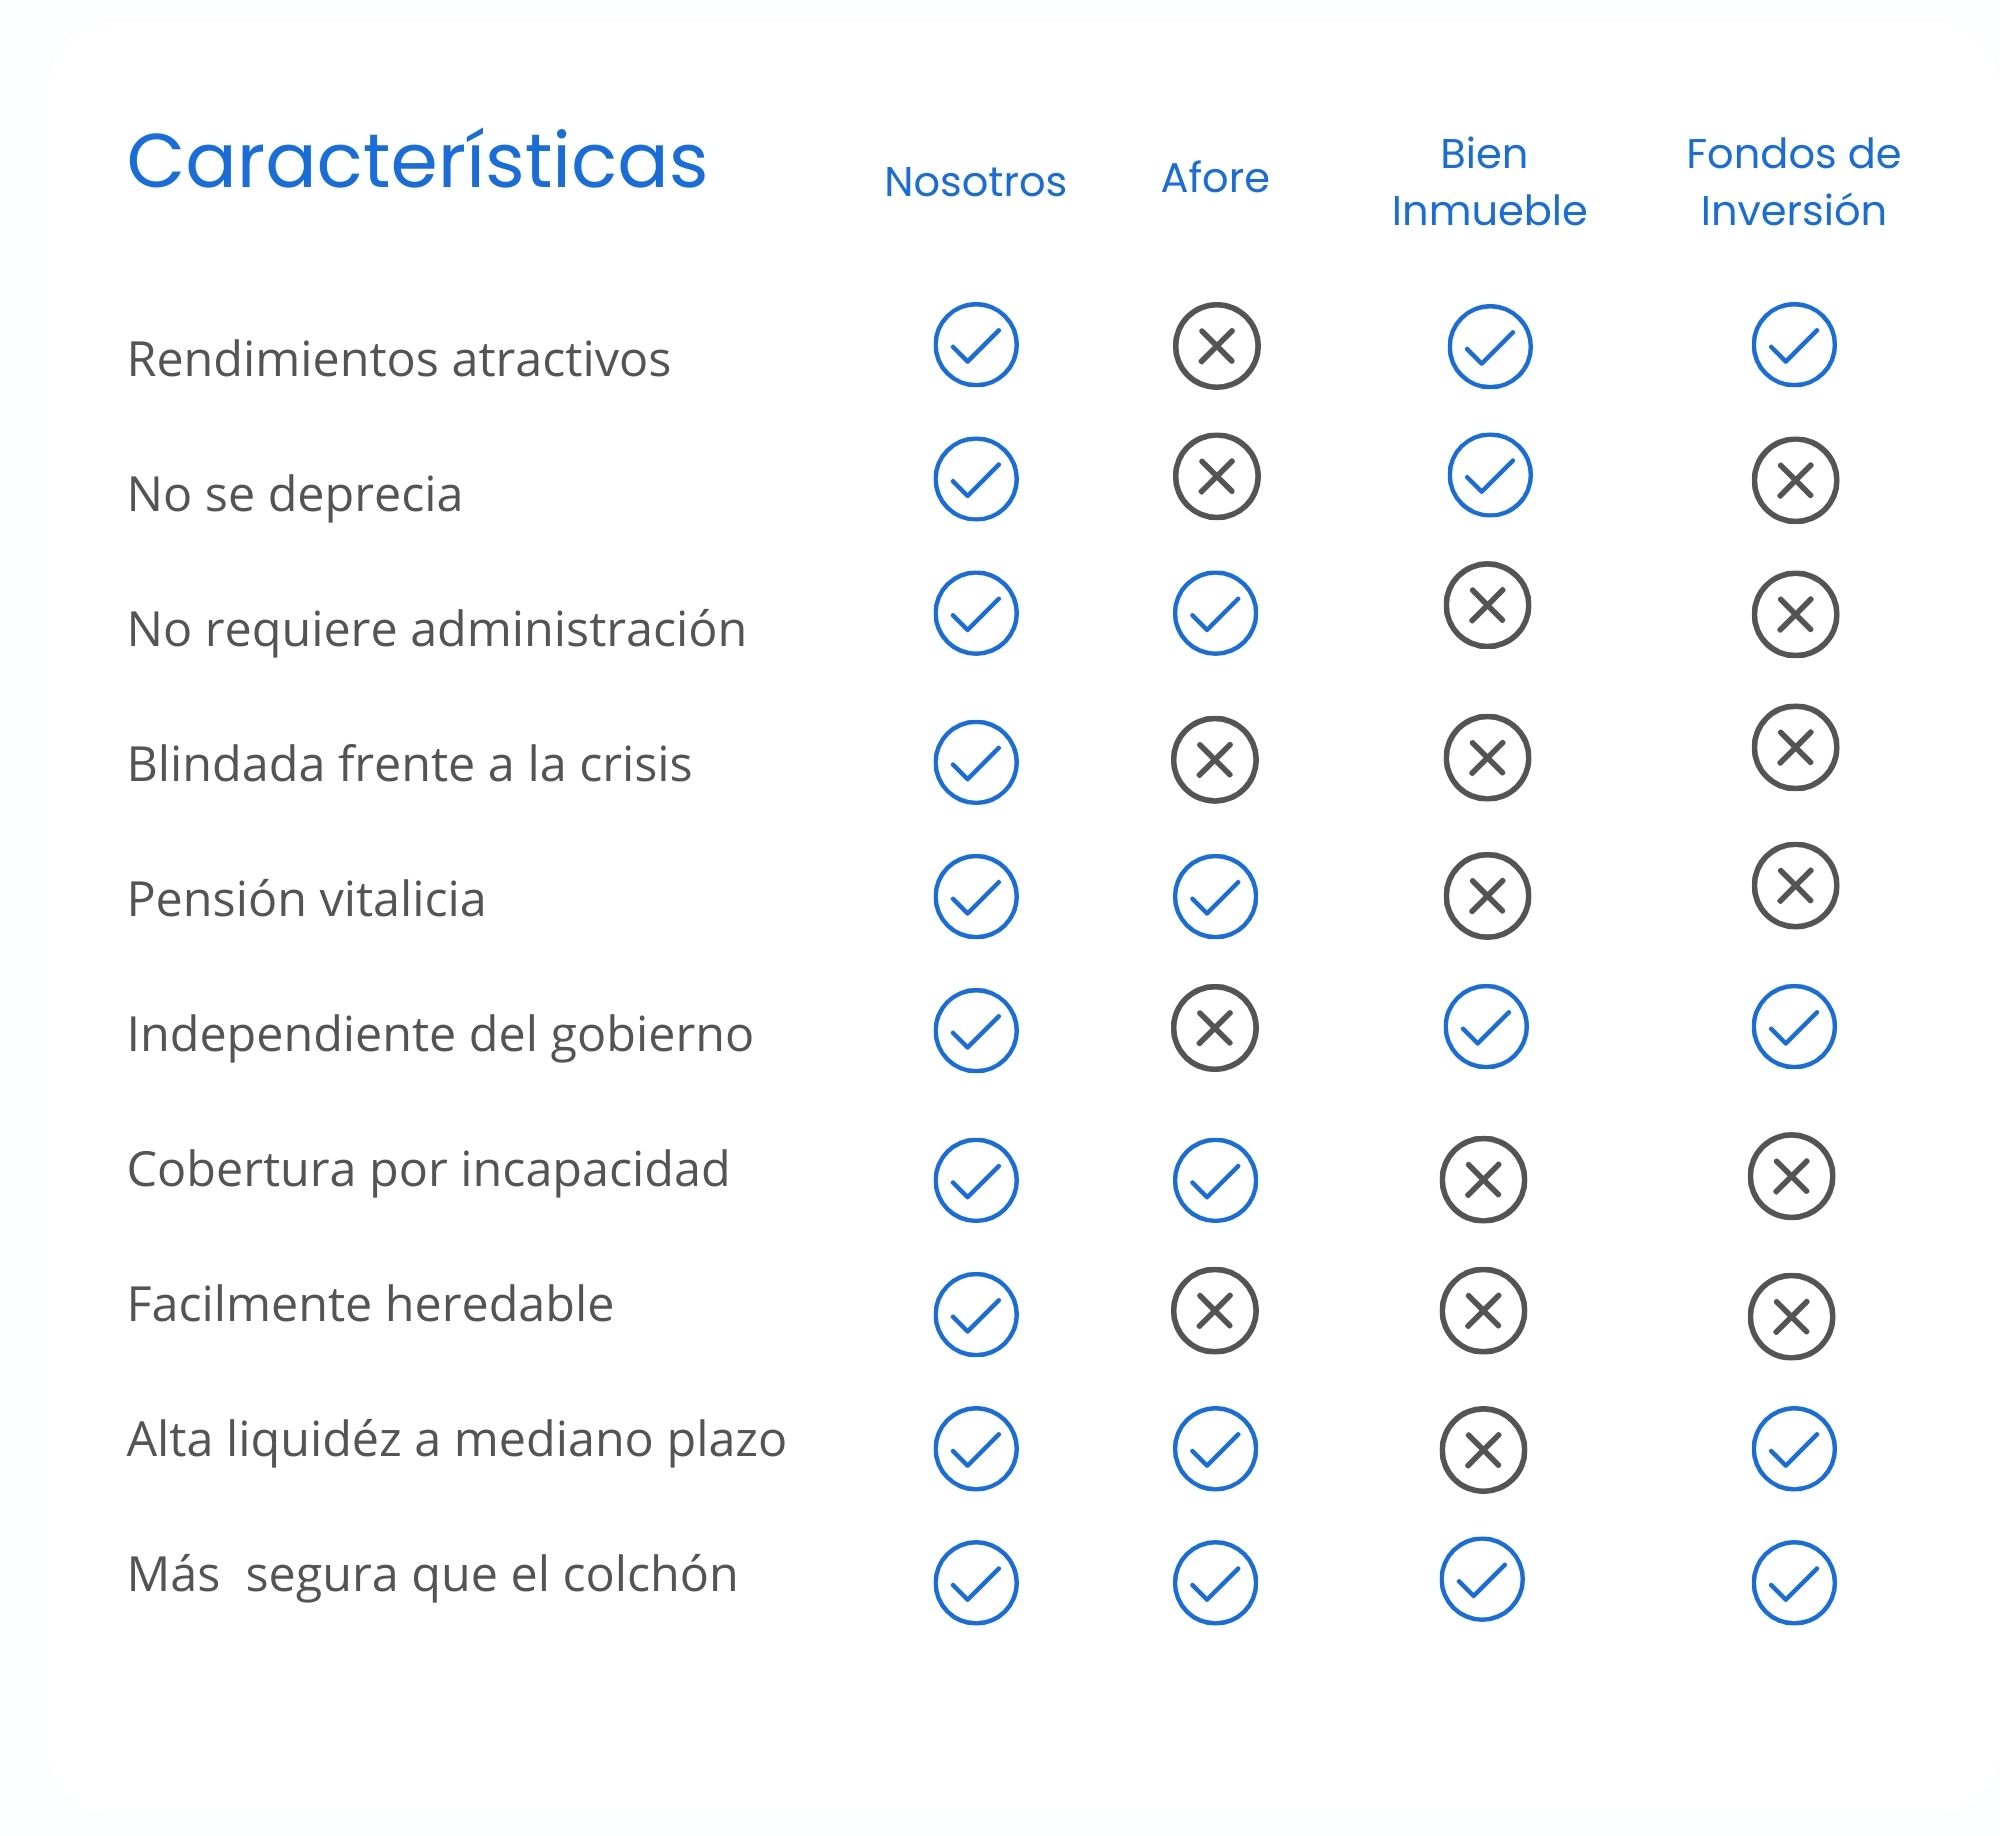 Características
Nosotros
Afore
Bien
Inmueble
Fondos de
Inversión
Rendimientos atractivos
No se deprecia
No requiere administración
Blindada frente a la crisis
Pensión vitalicia
Independiente del gobierno
Cobertura por incapacidad
Facilmente heredable
Alta liquidéz a mediano plazo
Más  segura que el colchón